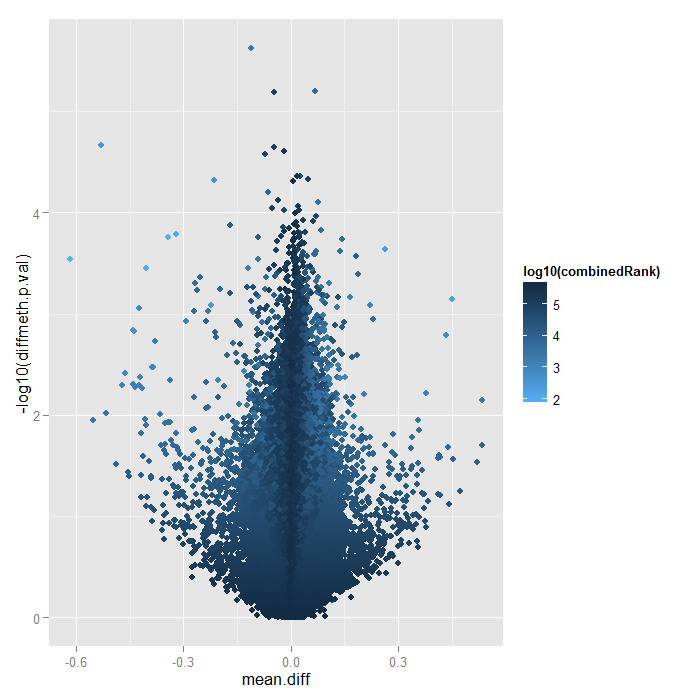 4
2
0
-0.6 -0.3 0.0 0.3
mean.diff
-log10(diffmeth.p.val)
log10(combinedRank)
5
4
3
2